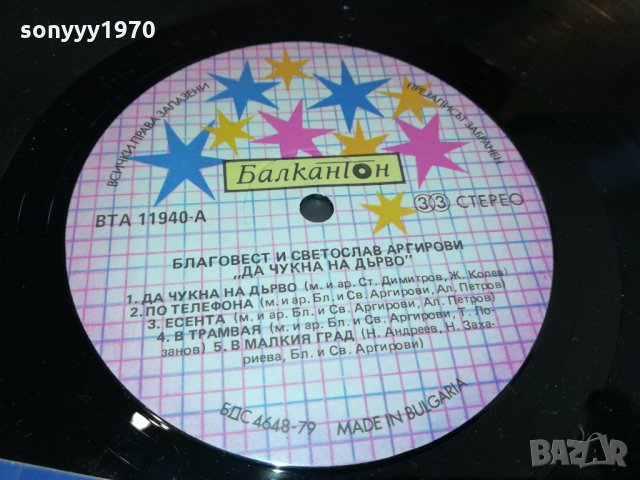 sonyyy1970
ВСИЧКИ ПРАВА ЗАПАЗЕНИ
ПРЕЗАПИСЪТ ЗАБРАНЕН
Балкантон
ВТА 11940-А
33 СТЕРЕО
БЛАГОВЕСТ И СВЕТОСЛАВ АРГИРОВИ
„ДА ЧУКНА НА ДЪРВО"
1. ДА ЧУКНА НА ДЪРВО (м. и ар. Ст. Димитров, Ж. Колев)
2. ПО ТЕЛЕФОНА (м. и ар. Бл. и Св. Аргирови, Ал. Петров)
3. ЕСЕНТА (м. и ар. Бл. и Св. Аргирови, Ал. Петров)
4. В ТРАМВАЯ (м. и ар. Бл. и Св. Аргирови, Т. Ло-
занов) 5. В МАЛКИЯ ГРАД (Н. Андреев, Н. Заха-
риева, Бл. и Св. Аргирови)
БДС 4648-79 MADE IN BULGARIA
BAZAR
.bg